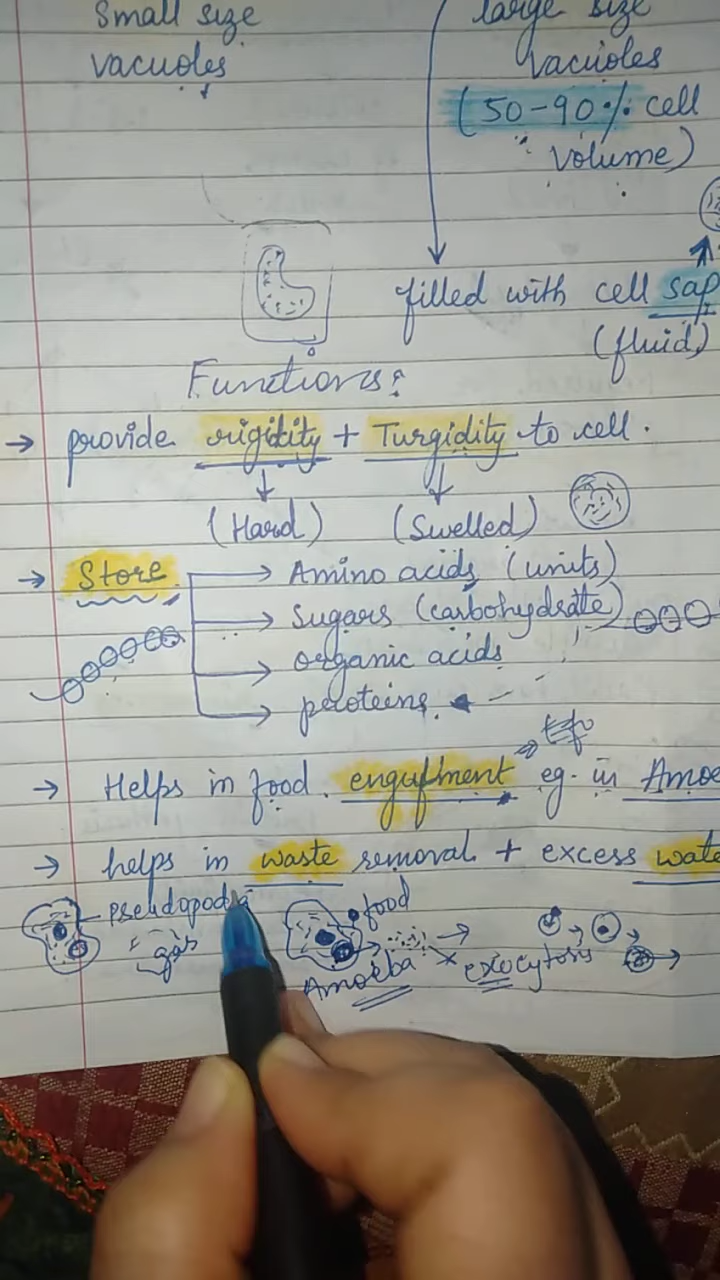 Small size
large size
vacuoles
vacuoles
(50-90% cell
volume)
filled with cell sap
(fluid)
Functions:
→ provide rigidity + Turgidity to cell.
(Hard) (Swelled)
→ Store → Amino acids (units)
→ Sugars (carbohydrate)
→ organic acids
→ proteins.
→ Helps in food engulfment eg. in Amoe
→ helps in waste removal + excess wate
Pseudopodia
food
gas
Amoeba
exocytosis